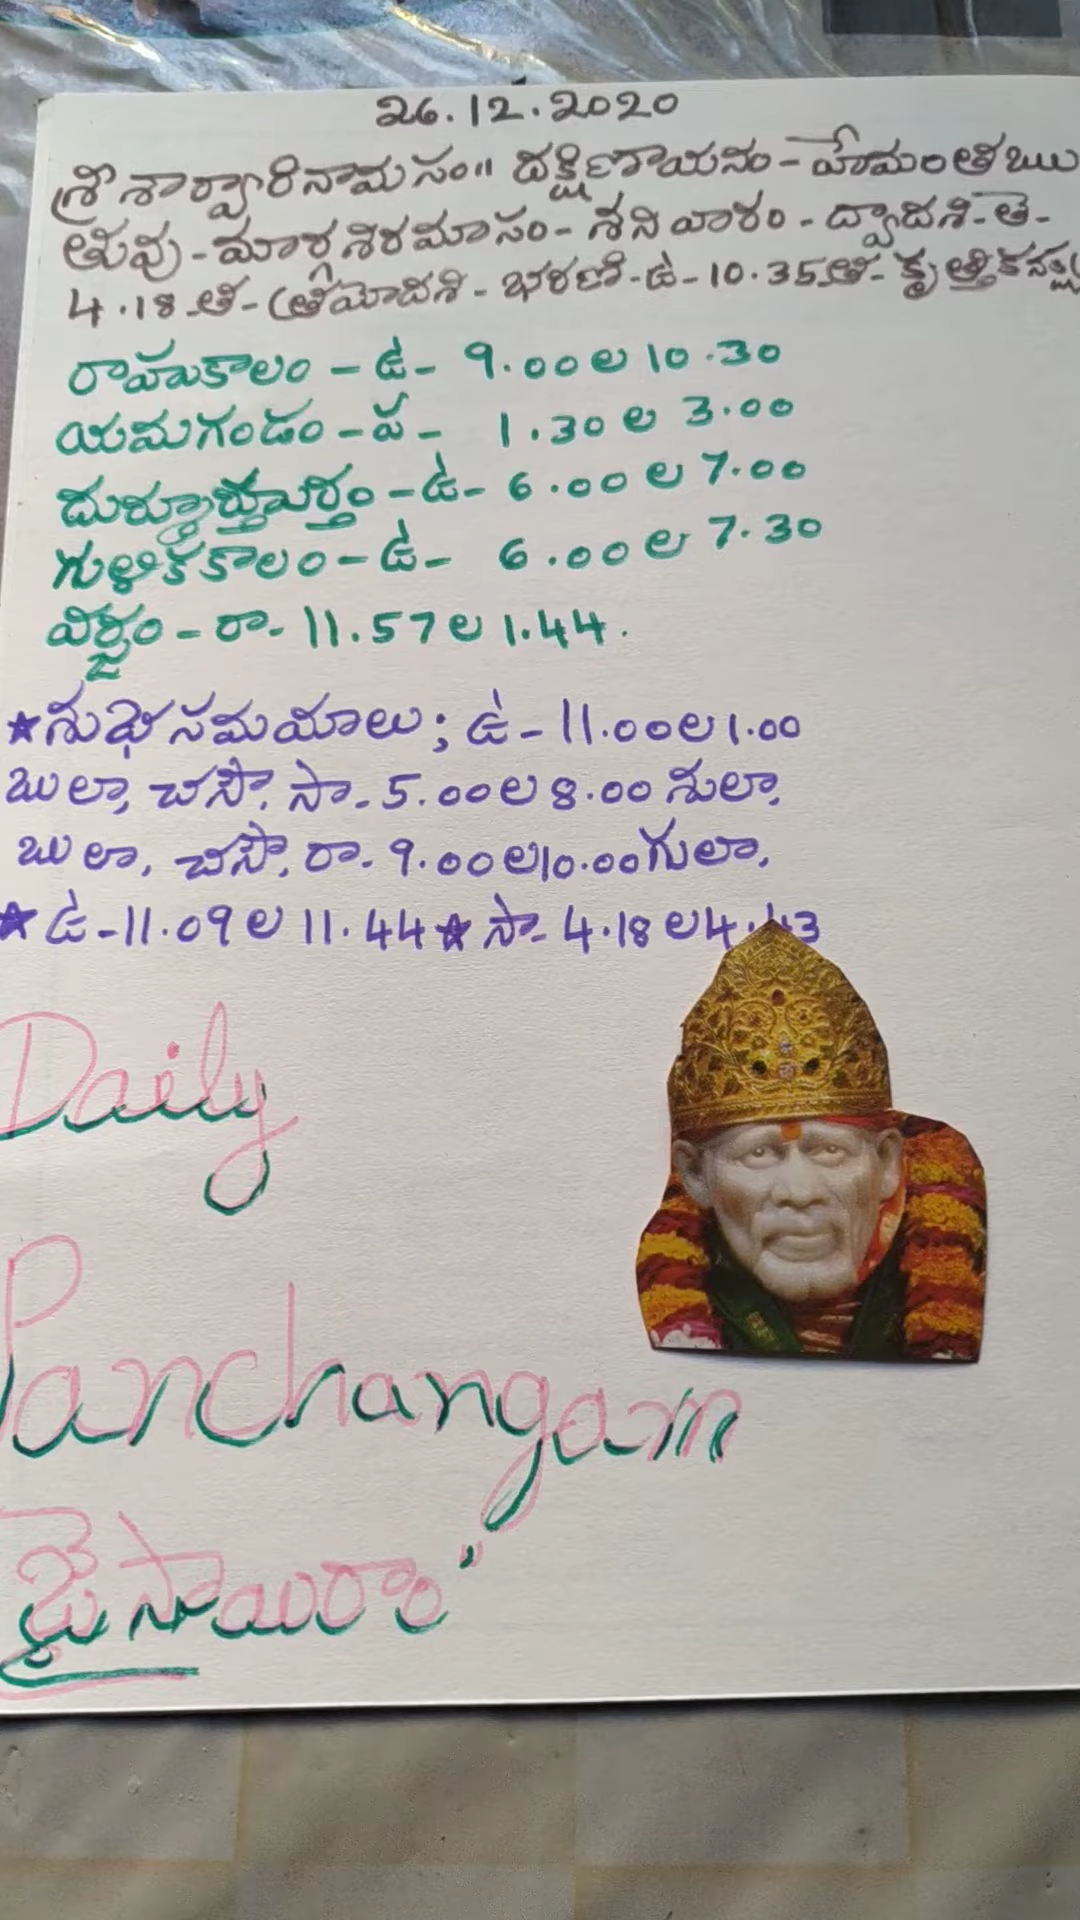 26.12.2020
శ్రీ శార్వారి నామ సం॥ దక్షిణాయనం - హేమంత ఋ
తువు - మార్గశిర మాసం - శనివారం - ద్వాదశి - తె -
4.18 త - త్రయోదశి - భరణి - ఉ - 10.35 త - కృత్తిక
రాహుకాలం - ఉ - 9.00 ల 10.30
యమగండం - ప - 1.30 ల 3.00
ఉ - 6.00 ల 7.00
గుళికకాలం - ఉ - 6.00 ల 7.30
వర్జం - రా - 11.57 ల 1.44.
★ శుభ సమయాలు; ఉ - 11.00 ల 1.00
బులా, చసౌ, సా - 5.00 ల 8.00 శులా,
బులా, చసౌ, రా - 9.00 ల 10.00 గులా,
★ ఉ - 11.09 ల 11.44 ★ సా - 4.18 ల 4.43
Daily
Panchangam
జై సాయిరాం"